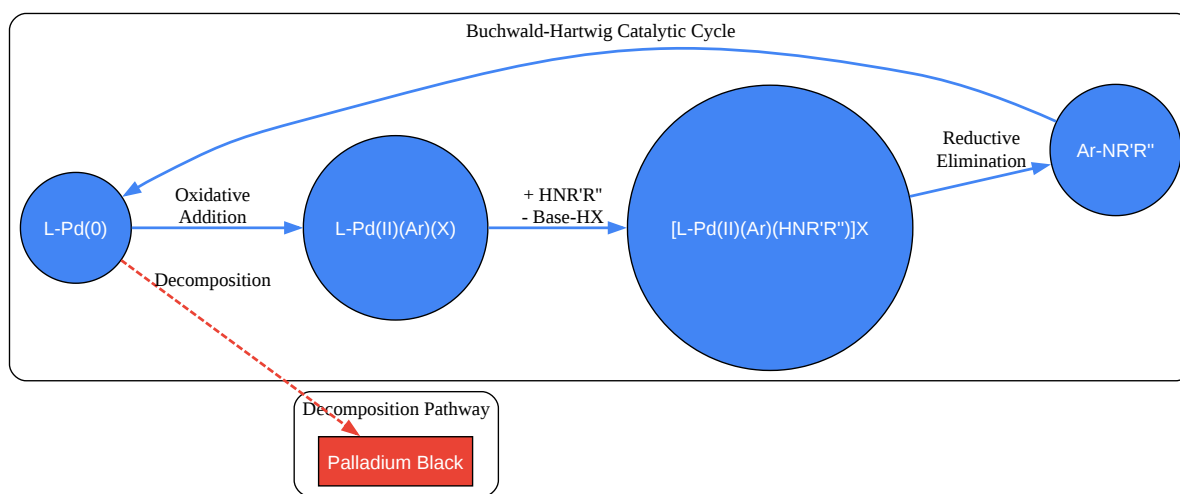 Buchwald-Hartwig Catalytic Cycle
L-Pd(0)
Oxidative
Addition
L-Pd(II)(Ar)(X)
+ HNR'R"
- Base-HX
[L-Pd(II)(Ar)(HNR'R")]X
Reductive
Elimination
Ar-NR'R"
Decomposition
Decomposition Pathway
Palladium Black